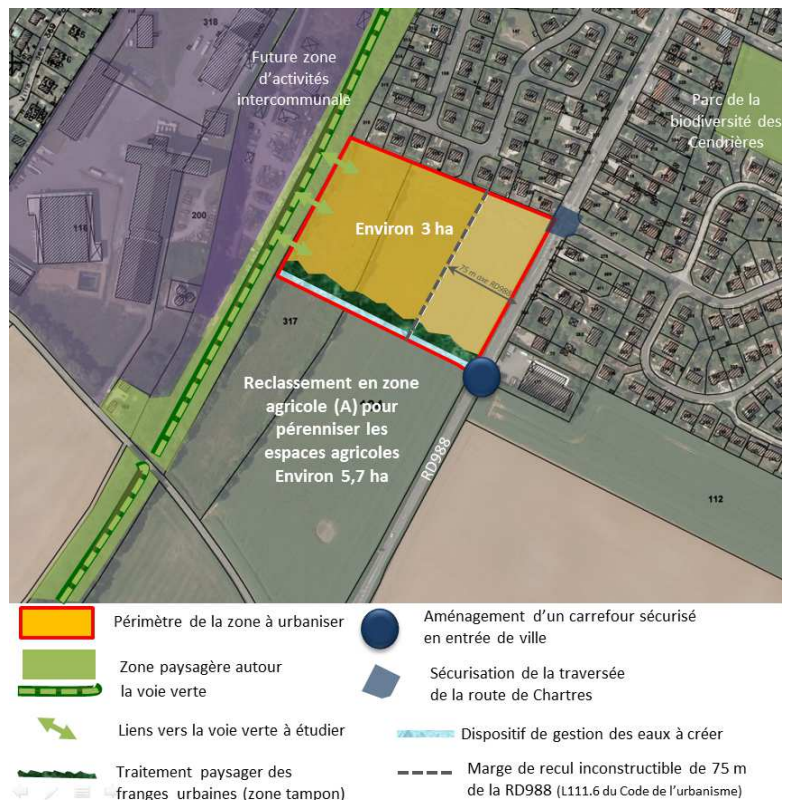 318
Future zone
d'activités
intercommunale
Parc de la
biodiversité des
Cendrières
116
200
Environ 3 ha
75 m axe RD988
317
Reclassement en zone
agricole (A) pour
pérenniser les
espaces agricoles
Environ 5,7 ha
RD988
112
Périmètre de la zone à urbaniser
Aménagement d'un carrefour sécurisé
en entrée de ville
Zone paysagère autour
la voie verte
Sécurisation de la traversée
de la route de Chartres
Liens vers la voie verte à étudier
Dispositif de gestion des eaux à créer
Traitement paysager des
franges urbaines (zone tampon)
Marge de recul inconstructible de 75 m
de la RD988 (L111.6 du Code de l'urbanisme)